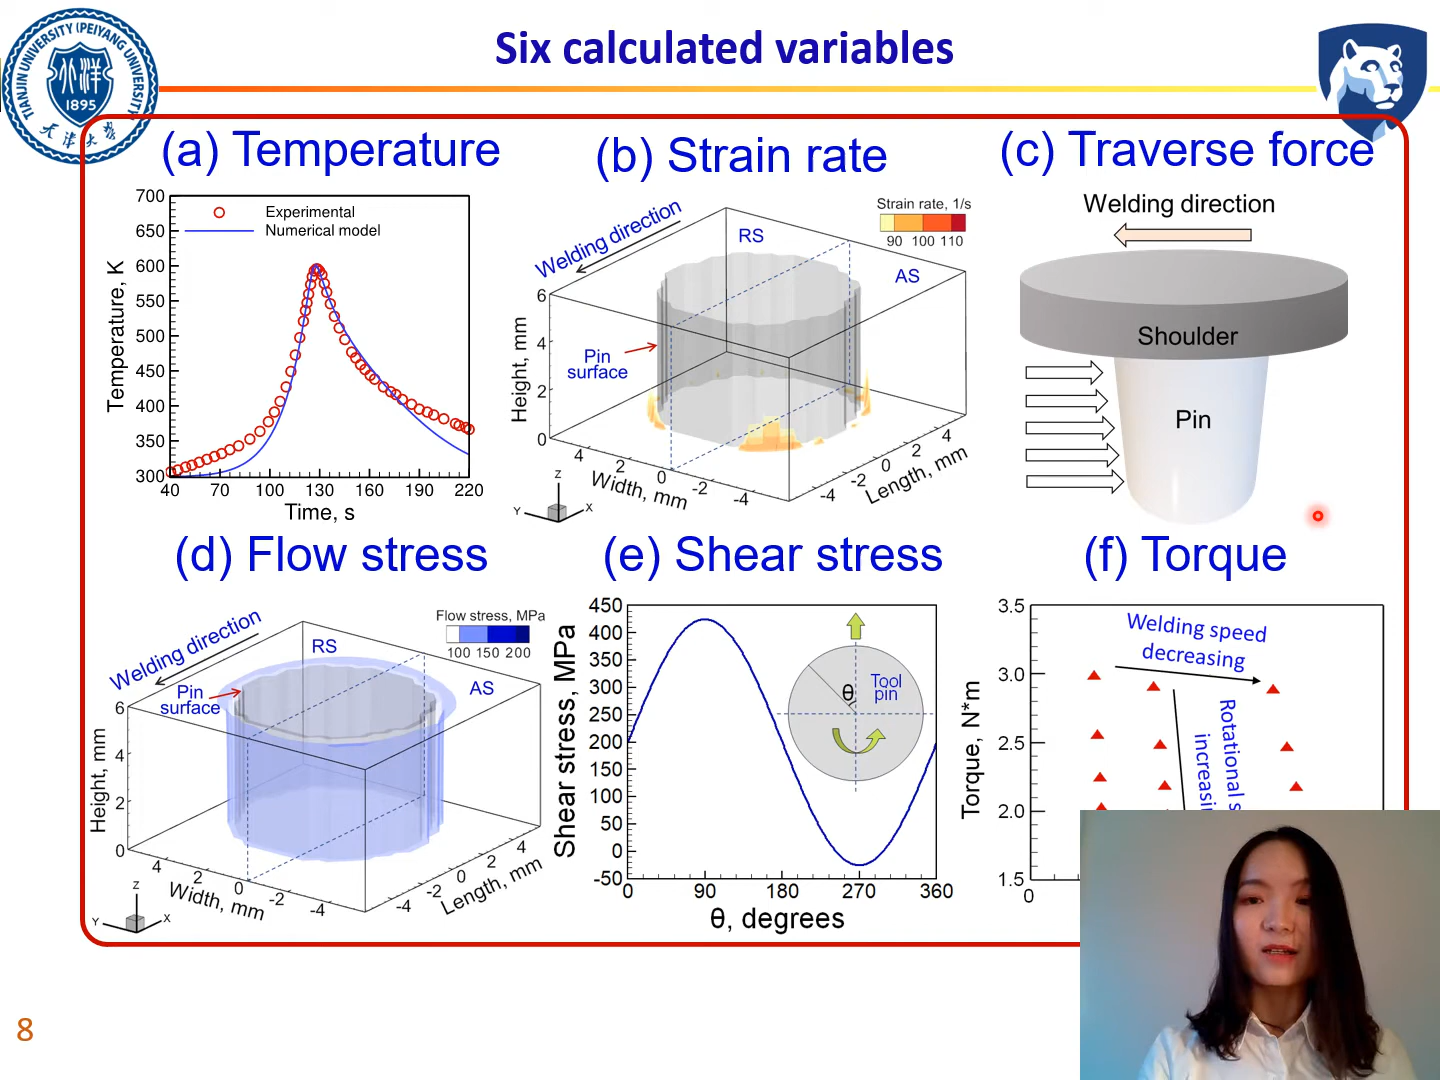 Six calculated variables
TIANJIN UNIVERSITY (PEIYANG UNIVERSITY)
1895
(a) Temperature
(b) Strain rate
(c) Traverse force
700
650
600
550
500
450
400
350
300
Temperature, K
Experimental
Numerical model
40 70 100 130 160 190 220
Time, s
Welding direction
RS
AS
Strain rate, 1/s
90 100 110
6
4
2
0
Height, mm
Pin
surface
4 2 0 -2 -4
Width, mm
-4 -2 0 2 4
Length, mm
Z
Y X
Welding direction
Shoulder
Pin
(d) Flow stress
(e) Shear stress
(f) Torque
Welding direction
RS
AS
Flow stress, MPa
100 150 200
Pin
surface
6
4
2
0
Height, mm
4 2 0 -2 -4
Width, mm
-4 -2 0 2 4
Length, mm
Z
Y X
450
400
350
300
250
200
150
100
50
0
-50
Shear stress, MPa
θ
Tool
pin
0 90 180 270 360
θ, degrees
3.5
3.0
2.5
2.0
1.5
Torque, N*m
Welding speed
decreasing
Rotational s
increasin
0
8